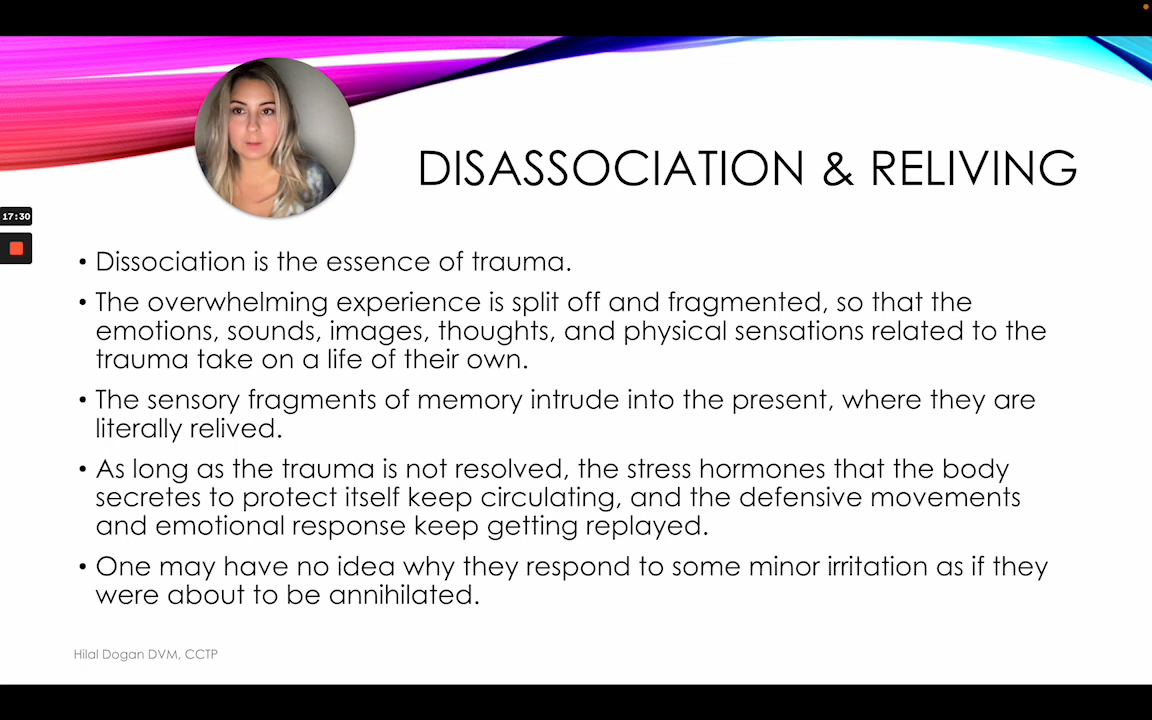 DISASSOCIATION & RELIVING
17:30
• Dissociation is the essence of trauma.
• The overwhelming experience is split off and fragmented, so that the
emotions, sounds, images, thoughts, and physical sensations related to the
trauma take on a life of their own.
• The sensory fragments of memory intrude into the present, where they are
literally relived.
• As long as the trauma is not resolved, the stress hormones that the body
secretes to protect itself keep circulating, and the defensive movements
and emotional response keep getting replayed.
• One may have no idea why they respond to some minor irritation as if they
were about to be annihilated.
Hilal Dogan DVM, CCTP